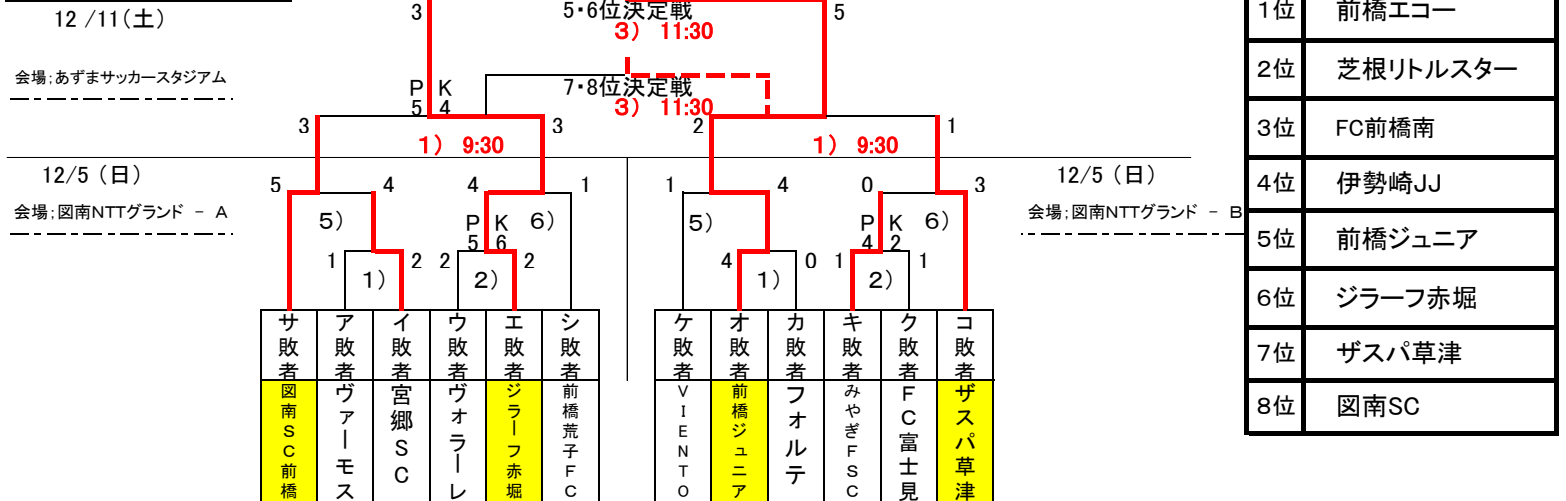 12 /11(土)
会場;あずまサッカースタジアム
3
5・6位決定戦
3) 11:30
5
7・8位決定戦
3) 11:30
P K
5 4
3
3
1) 9:30
2
1
1) 9:30
12/5 (日)
会場;図南NTTグランド - A
5
4
4
1
5)
P K
5 6
6)
1
2
2
2
1)
2)
1
4
0
3
5)
P K
4 2
6)
4
0
1
1
1)
2)
12/5 (日)
会場;図南NTTグランド - B
サ敗者
ア敗者
イ敗者
ウ敗者
エ敗者
シ敗者
ケ敗者
オ敗者
カ敗者
キ敗者
ク敗者
コ敗者
図南SC前橋
ヴァーモス
宮郷SC
ヴォラーレ
ジラーフ赤堀
前橋荒子FC
VIENTO
前橋ジュニア
フォルテ
みやぎFSC
FC富士見
ザスパ草津
1位 前橋エコー
2位 芝根リトルスター
3位 FC前橋南
4位 伊勢崎JJ
5位 前橋ジュニア
6位 ジラーフ赤堀
7位 ザスパ草津
8位 図南SC